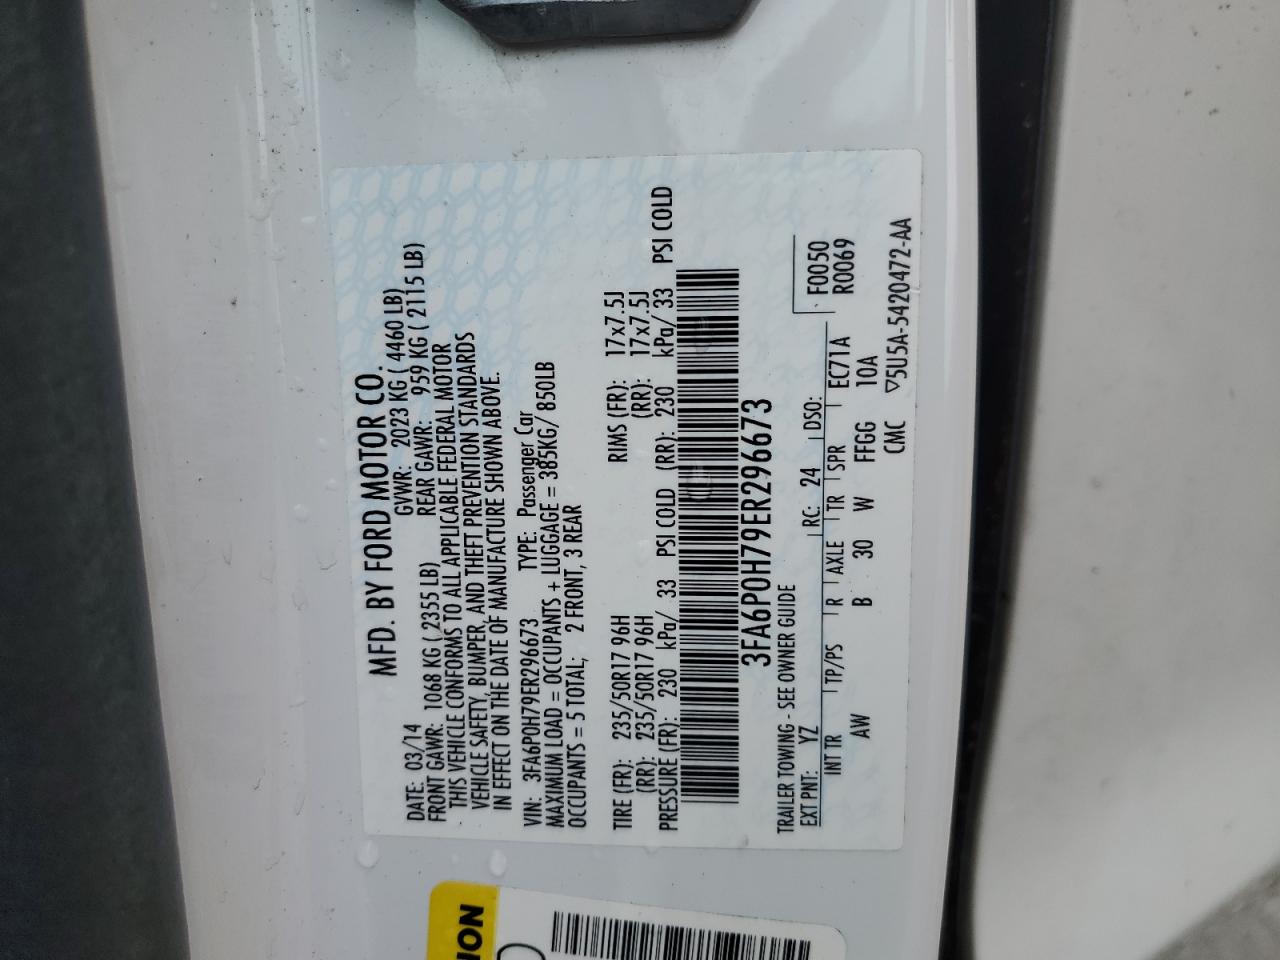 MFD. BY FORD MOTOR CO.
DATE: 03/14 GVWR: 2023 KG ( 4460 LB)
FRONT GAWR: 1068 KG ( 2355 LB) REAR GAWR: 959 KG ( 2115 LB)
THIS VEHICLE CONFORMS TO ALL APPLICABLE FEDERAL MOTOR
VEHICLE SAFETY, BUMPER, AND THEFT PREVENTION STANDARDS
IN EFFECT ON THE DATE OF MANUFACTURE SHOWN ABOVE.
VIN: 3FA6P0H79ER296673 TYPE: Passenger Car
MAXIMUM LOAD = OCCUPANTS + LUGGAGE = 385KG/ 850LB
OCCUPANTS = 5 TOTAL, 2 FRONT, 3 REAR
TIRE (FR): 235/50R17 96H RIMS (FR): 17x7.5J
(RR): 235/50R17 96H (RR): 17x7.5J
PRESSURE (FR): 230 kPa/ 33 PSI COLD (RR): 230 kPa/ 33 PSI COLD
3FA6P0H79ER296673
TRAILER TOWING - SEE OWNER GUIDE
EXT PNT: YZ RC: 24 DSO: F0050
INT TR TP/PS R AXLE TR SPR EC71A R0069
AW B 30 W FFGG 10A
CMC ▽5U5A-5420472-AA
ION